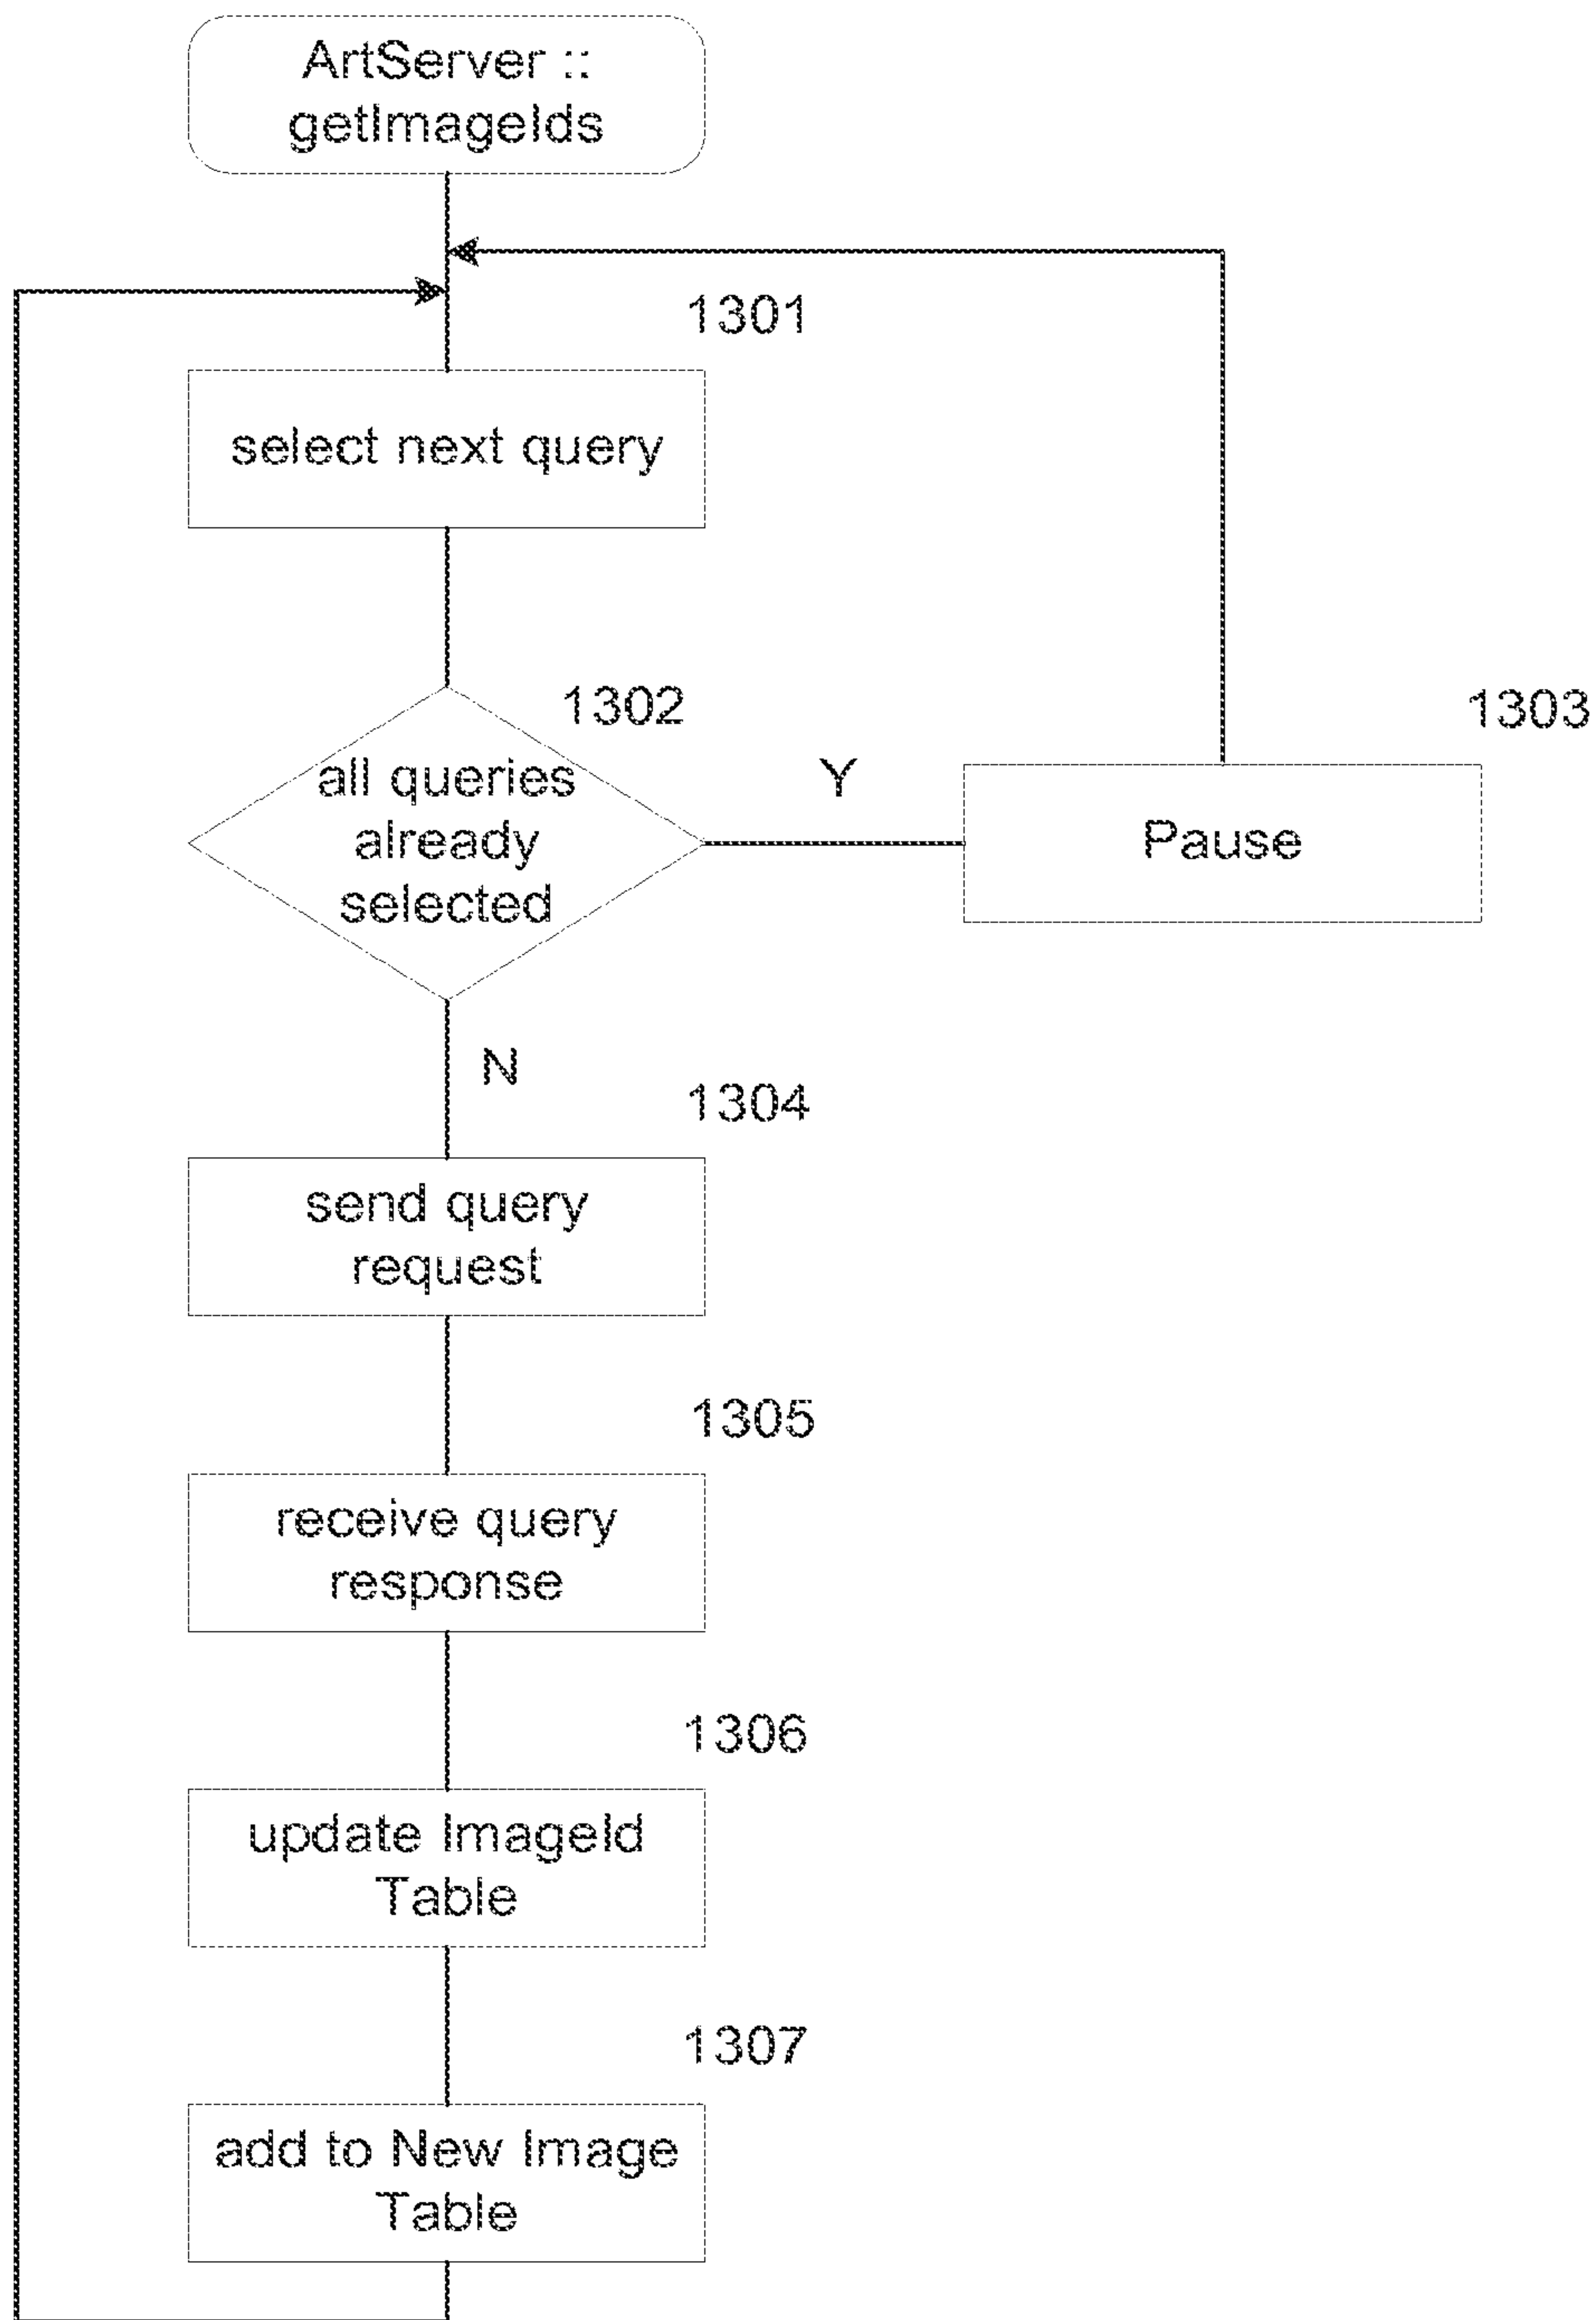 ArtServer ::
getImageIds
1301
select next query
1302
all queries
already
selected
Y
1303
Pause
N
1304
send query
request
1305
receive query
response
1306
update ImageId
Table
1307
add to New Image
Table